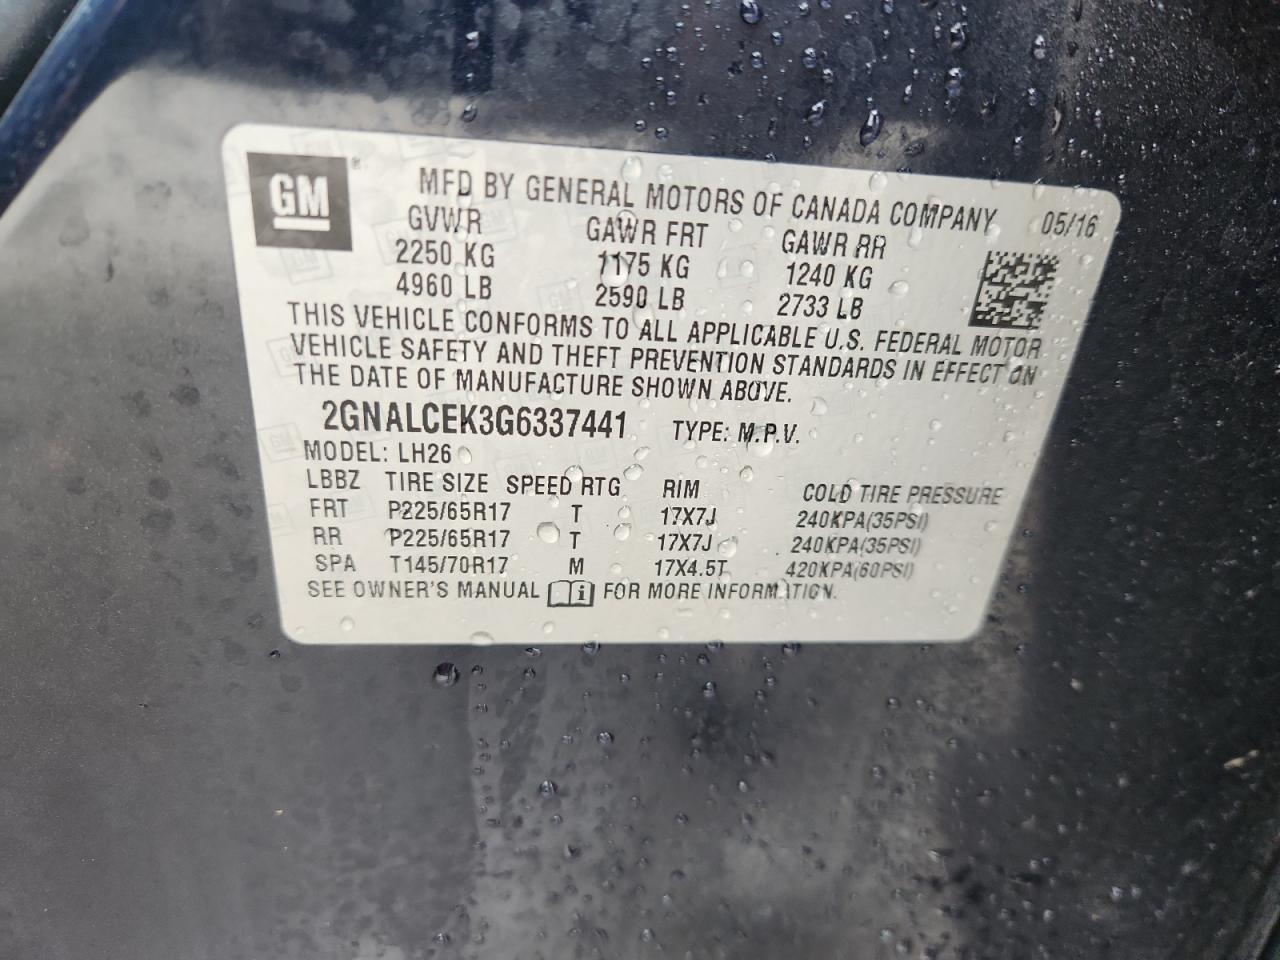 GM ® MFD BY GENERAL MOTORS OF CANADA COMPANY 05/16
GVWR GAWR FRT GAWR RR
2250 KG 1175 KG 1240 KG
4960 LB 2590 LB 2733 LB
THIS VEHICLE CONFORMS TO ALL APPLICABLE U.S. FEDERAL MOTOR
VEHICLE SAFETY AND THEFT PREVENTION STANDARDS IN EFFECT ON
THE DATE OF MANUFACTURE SHOWN ABOVE.
2GNALCEK3G6337441 TYPE: M.P.V.
MODEL: LH26
LBBZ TIRE SIZE SPEED RTG RIM COLD TIRE PRESSURE
FRT P225/65R17 T 17X7J 240KPA(35PSI)
RR P225/65R17 T 17X7J 240KPA(35PSI)
SPA T145/70R17 M 17X4.5T 420KPA(60PSI)
SEE OWNER'S MANUAL i FOR MORE INFORMATION.